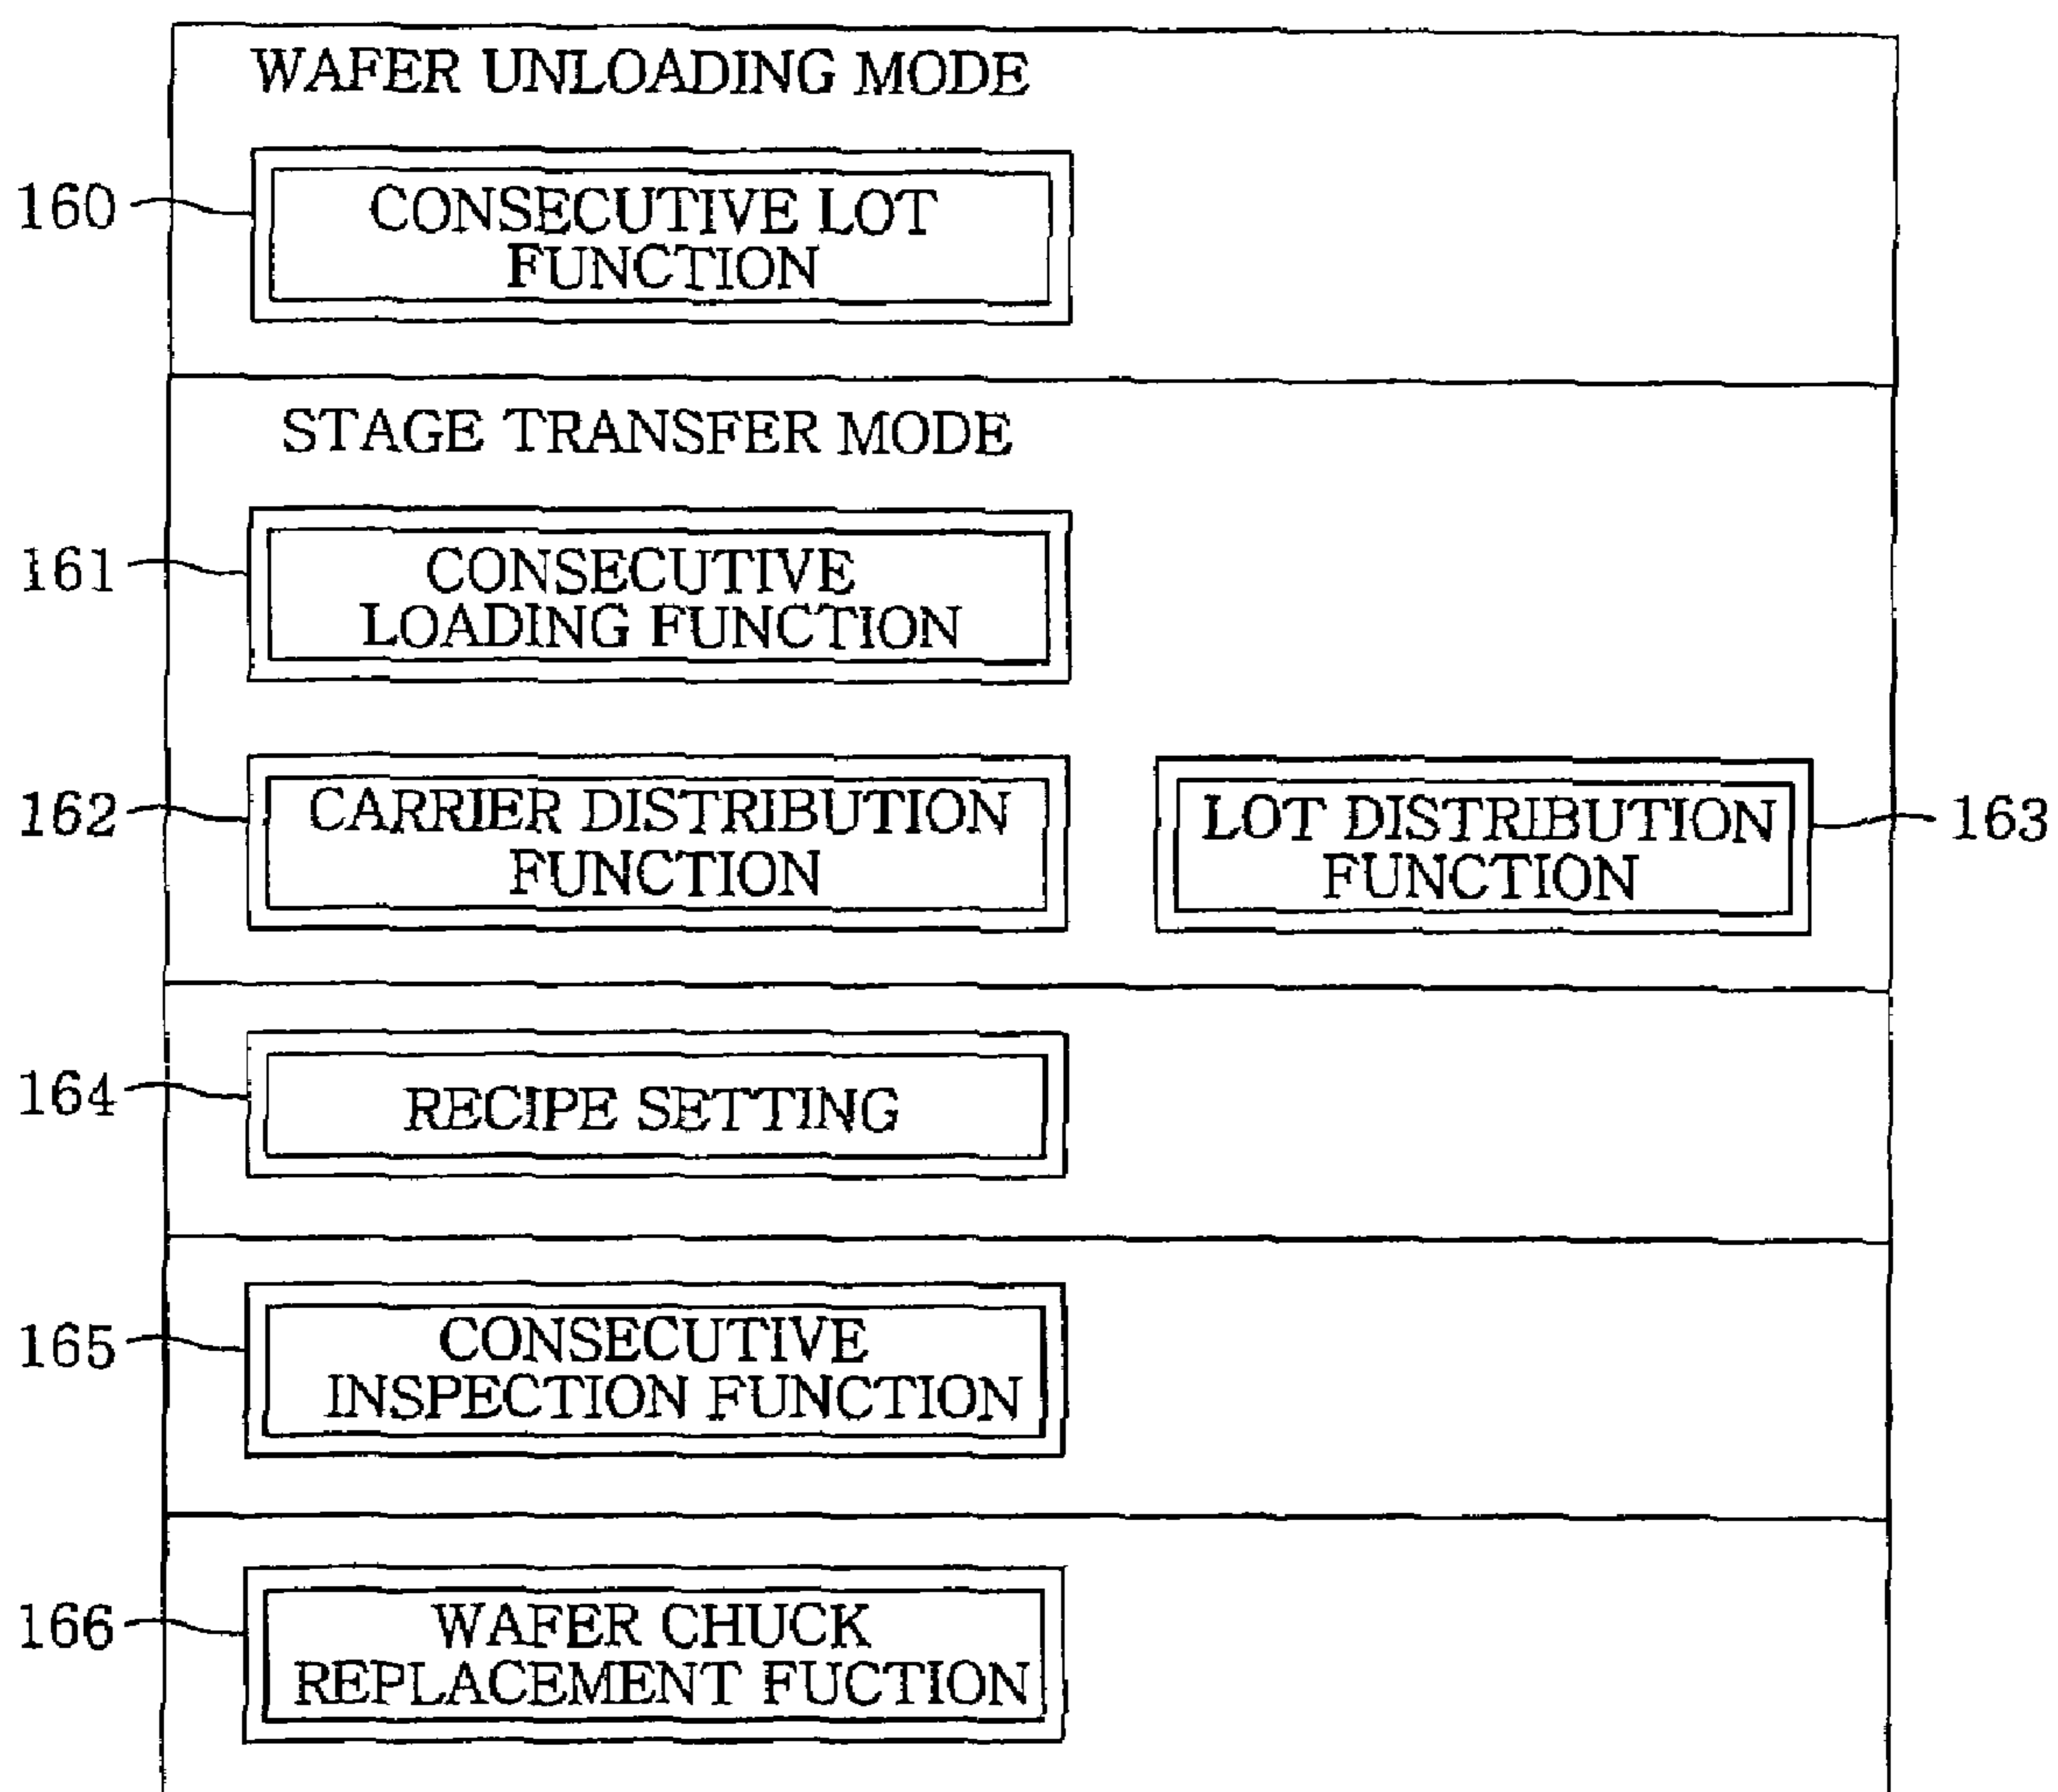 WAFER UNLOADING MODE
160
CONSECUTIVE LOT
FUNCTION
STAGE TRANSFER MODE
161
CONSECUTIVE
LOADING FUNCTION
162
CARRIER DISTRIBUTION
FUNCTION
LOT DISTRIBUTION
FUNCTION
163
164
RECIPE SETTING
165
CONSECUTIVE
INSPECTION FUNCTION
166
WAFER CHUCK
REPLACEMENT FUCTION